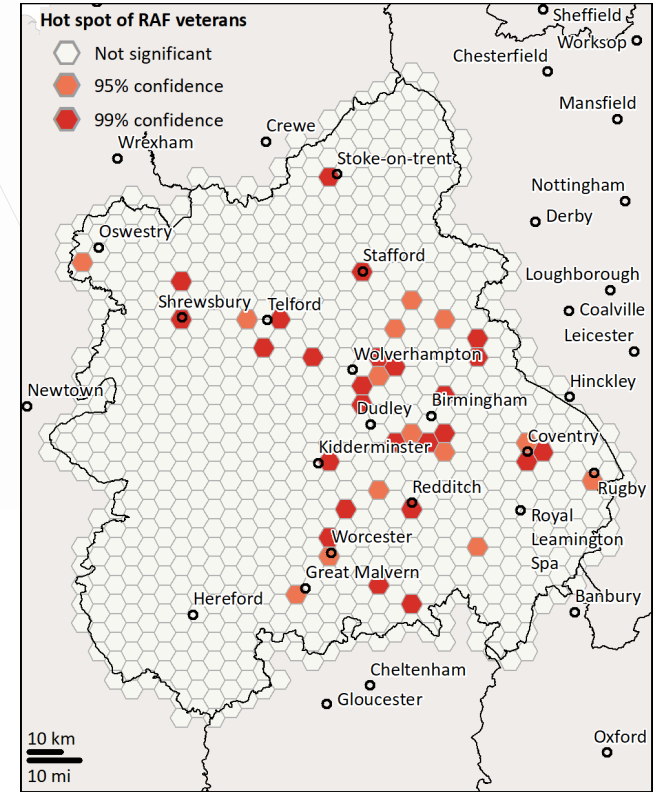 Hot spot of RAF veterans
Not significant
95% confidence
99% confidence
Sheffield
Worksop
Chesterfield
Mansfield
Crewe
Wrexham
Stoke-on-trent
Nottingham
Derby
Oswestry
Stafford
Loughborough
Shrewsbury
Telford
Coalville
Leicester
Wolverhampton
Newtown
Hinckley
Birmingham
Dudley
Coventry
Kidderminster
Redditch
Rugby
Royal
Leamington
Spa
Worcester
Great Malvern
Hereford
Banbury
Cheltenham
Gloucester
Oxford
10 km
10 mi